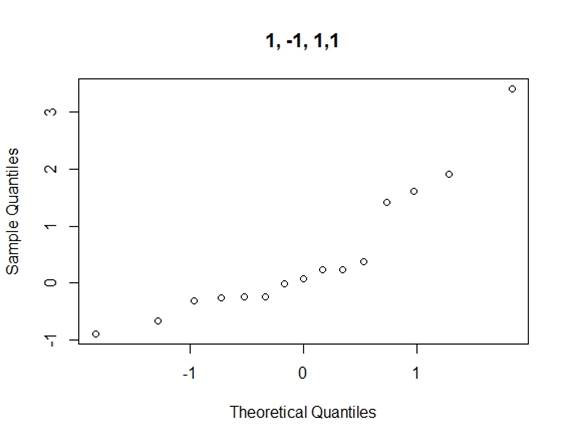 1, -1, 1,1
3
2
1
0
-1
Sample Quantiles
-1 0 1
Theoretical Quantiles